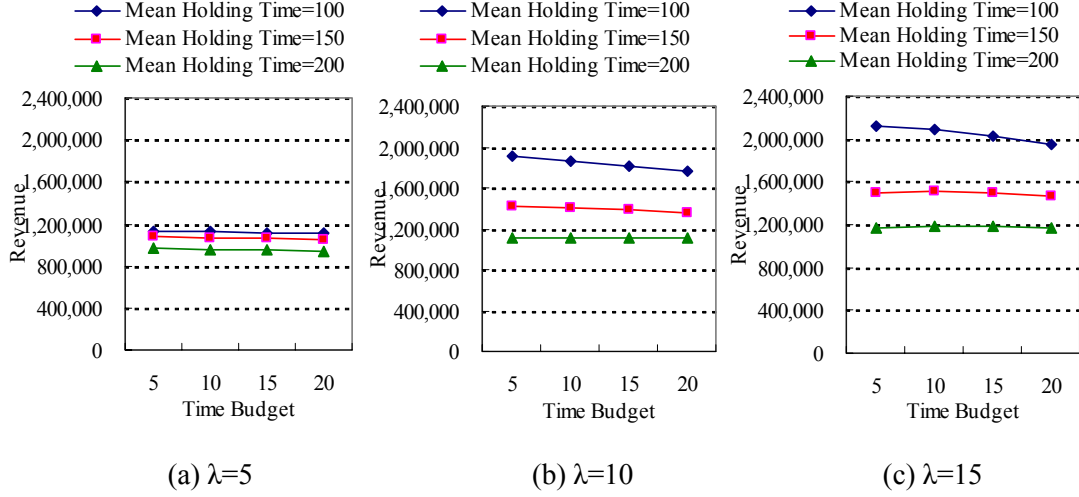 Mean Holding Time=100
Mean Holding Time=150
Mean Holding Time=200
2,400,000
2,000,000
1,600,000
1,200,000
800,000
400,000
0
Revenue
5 10 15 20
Time Budget
(a) λ=5
Mean Holding Time=100
Mean Holding Time=150
Mean Holding Time=200
2,400,000
2,000,000
1,600,000
1,200,000
800,000
400,000
0
Revenue
5 10 15 20
Time Budget
(b) λ=10
Mean Holding Time=100
Mean Holding Time=150
Mean Holding Time=200
2,400,000
2,000,000
1,600,000
1,200,000
800,000
400,000
0
Revenue
5 10 15 20
Time Budget
(c) λ=15